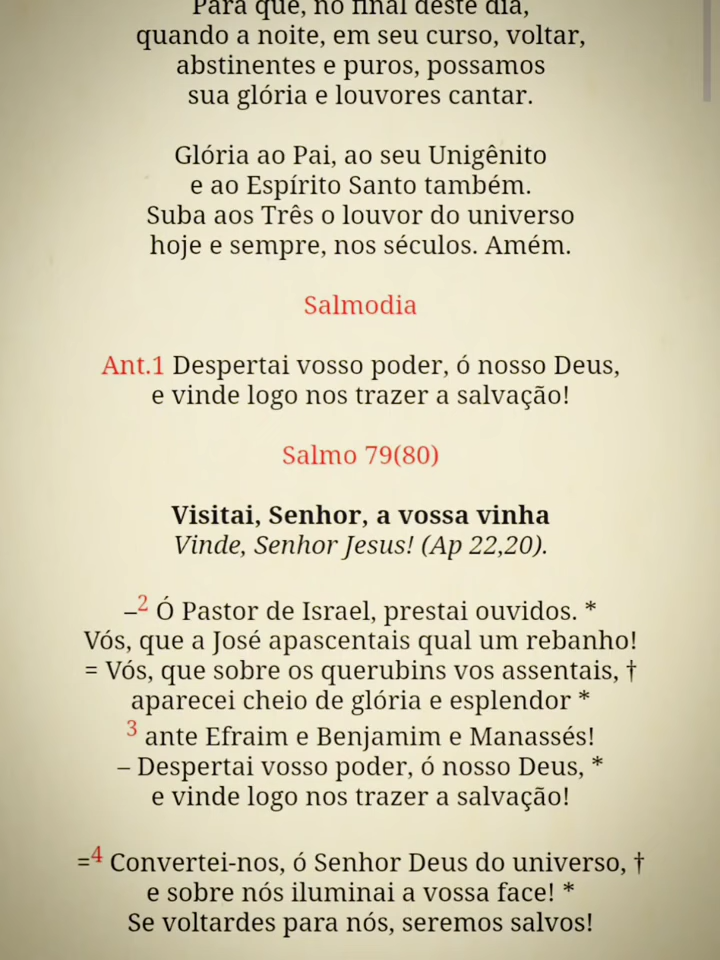 Para que, no final deste dia,
quando a noite, em seu curso, voltar,
abstinentes e puros, possamos
sua glória e louvores cantar.
Glória ao Pai, ao seu Unigênito
e ao Espírito Santo também.
Suba aos Três o louvor do universo
hoje e sempre, nos séculos. Amém.
Salmodia
Ant.1 Despertai vosso poder, ó nosso Deus,
e vinde logo nos trazer a salvação!
Salmo 79(80)
Visitai, Senhor, a vossa vinha
Vinde, Senhor Jesus! (Ap 22,20).
–2 Ó Pastor de Israel, prestai ouvidos. *
Vós, que a José apascentais qual um rebanho!
= Vós, que sobre os querubins vos assentais, †
aparecei cheio de glória e esplendor *
3 ante Efraim e Benjamim e Manassés!
– Despertai vosso poder, ó nosso Deus, *
e vinde logo nos trazer a salvação!
=4 Convertei-nos, ó Senhor Deus do universo, †
e sobre nós iluminai a vossa face! *
Se voltardes para nós, seremos salvos!